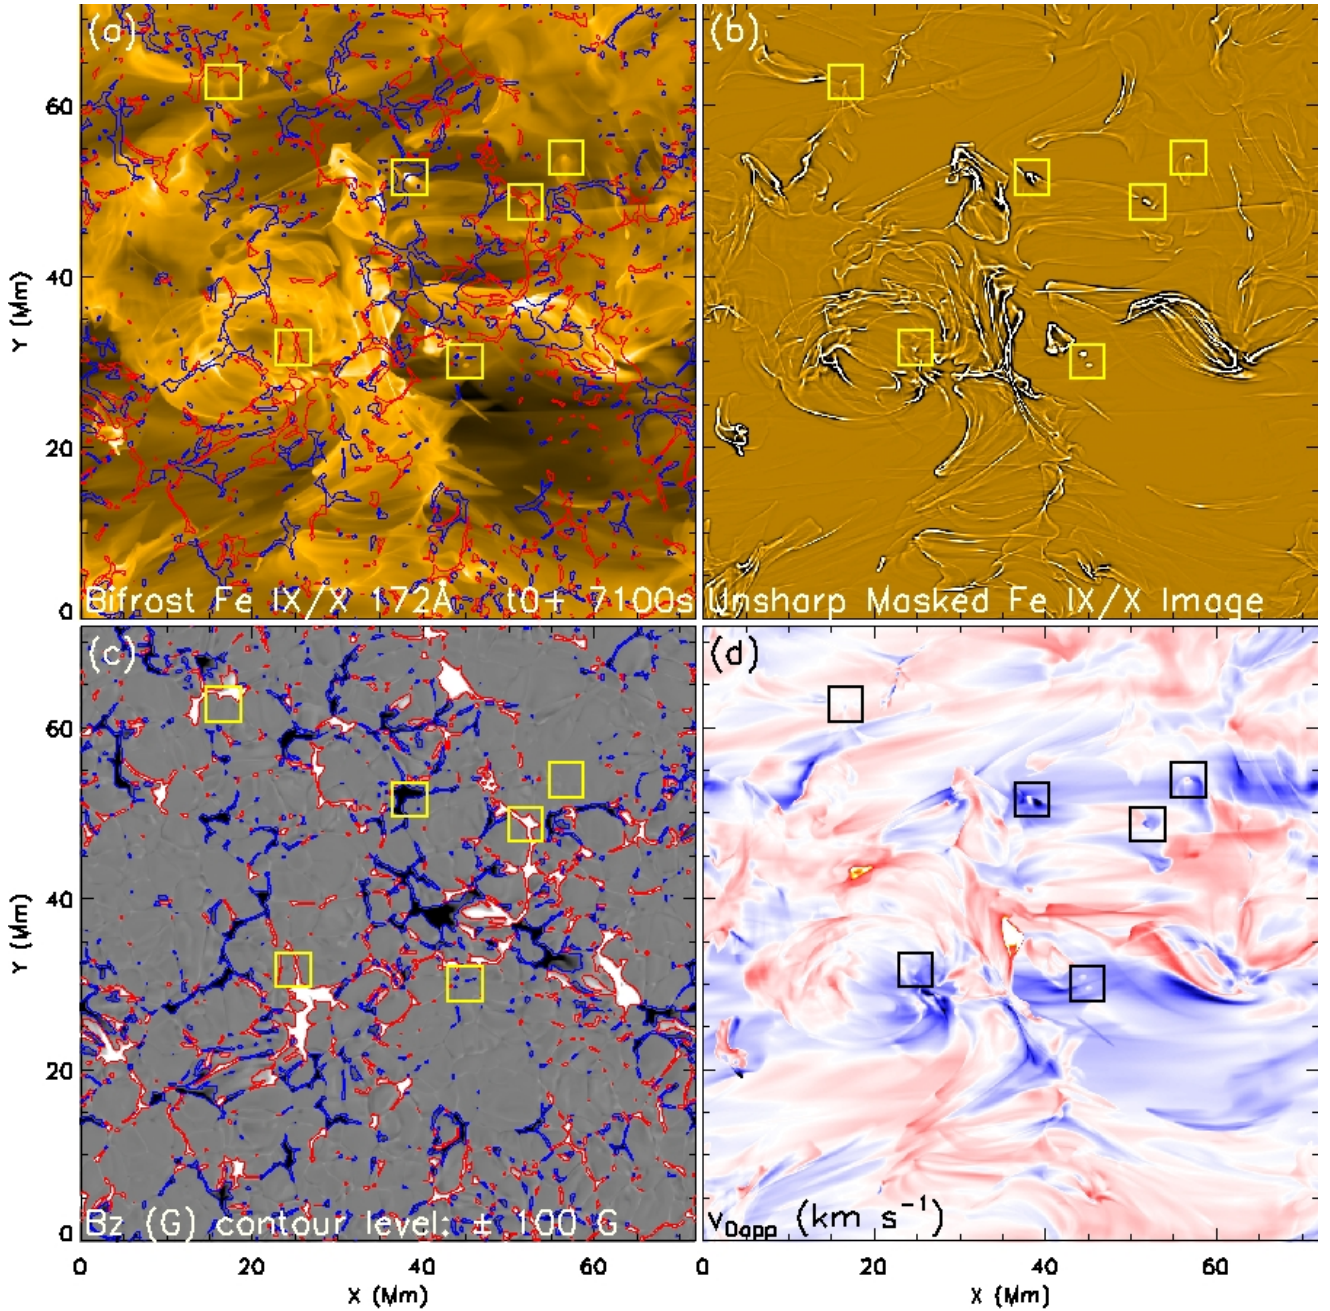 (a)
(b)
60
40
20
0
Y (Mm)
Bifrost Fe IX/X 172Å t0+ 7100s
Unsharp Masked Fe IX/X Image
(c)
(d)
60
40
20
0
Y (Mm)
Bz (G) contour level: ± 100 G
VDopp (km s⁻¹)
0 20 40 60
0 20 40 60
X (Mm)
X (Mm)